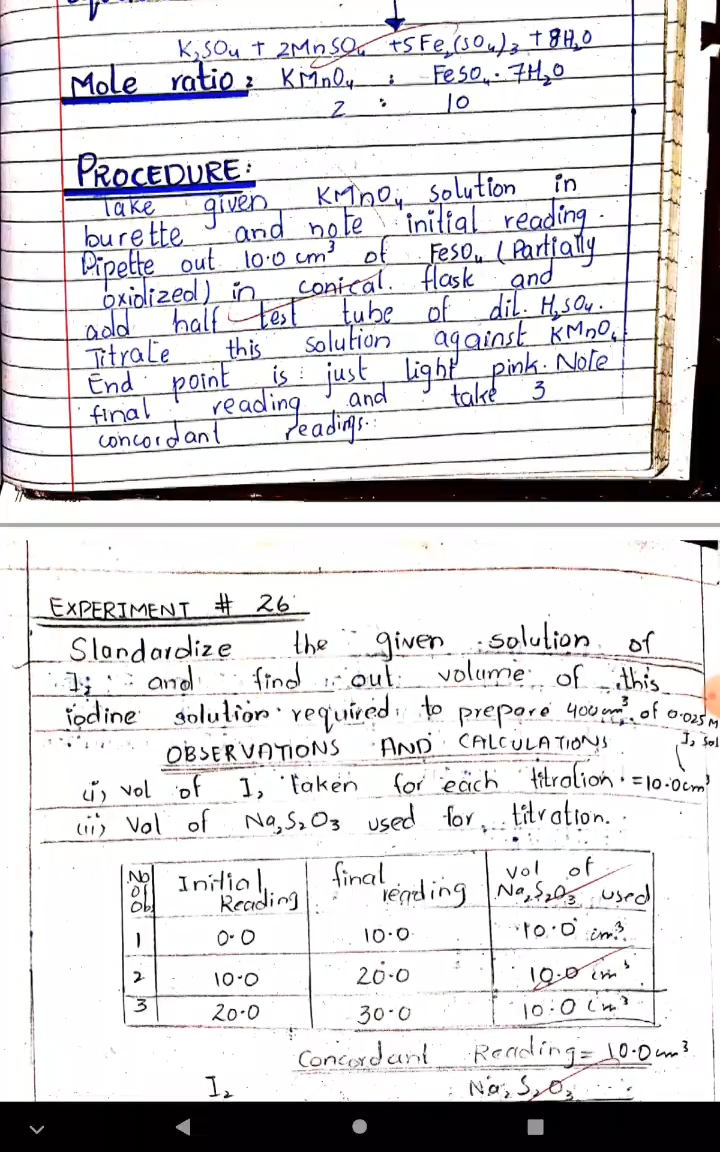 K₂SO₄ + 2MnSO₄ + 5Fe₂(SO₄)₃ + 8H₂O
Mole ratio: KMnO₄ : FeSO₄·7H₂O
2 : 10
PROCEDURE:
Take given KMnO₄ solution in
burette and note initial reading.
Pipette out 10.0 cm³ of FeSO₄ (Partially
oxidized) in conical flask and
add half test tube of dil. H₂SO₄.
Titrate this solution against KMnO₄
End point is just light pink. Note
final reading and take 3
concordant readings.
EXPERIMENT # 26
Standardize the given solution of
I₂ and find out volume of this
iodine solution required to prepare 400cm³ of 0.025M
I₂ sol
OBSERVATIONS AND CALCULATIONS
(i) vol of I₂ Taken for each titration = 10.0cm³
(ii) Vol of Na₂S₂O₃ used for titration.
No of Ob Initial Reading final reading vol of Na₂S₂O₃ used
1 0.0 10.0 10.0 cm³
2 10.0 20.0 10.0 cm³
3 20.0 30.0 10.0 cm³
Concordant Reading = 10.0cm³
I₂ Na₂S₂O₃